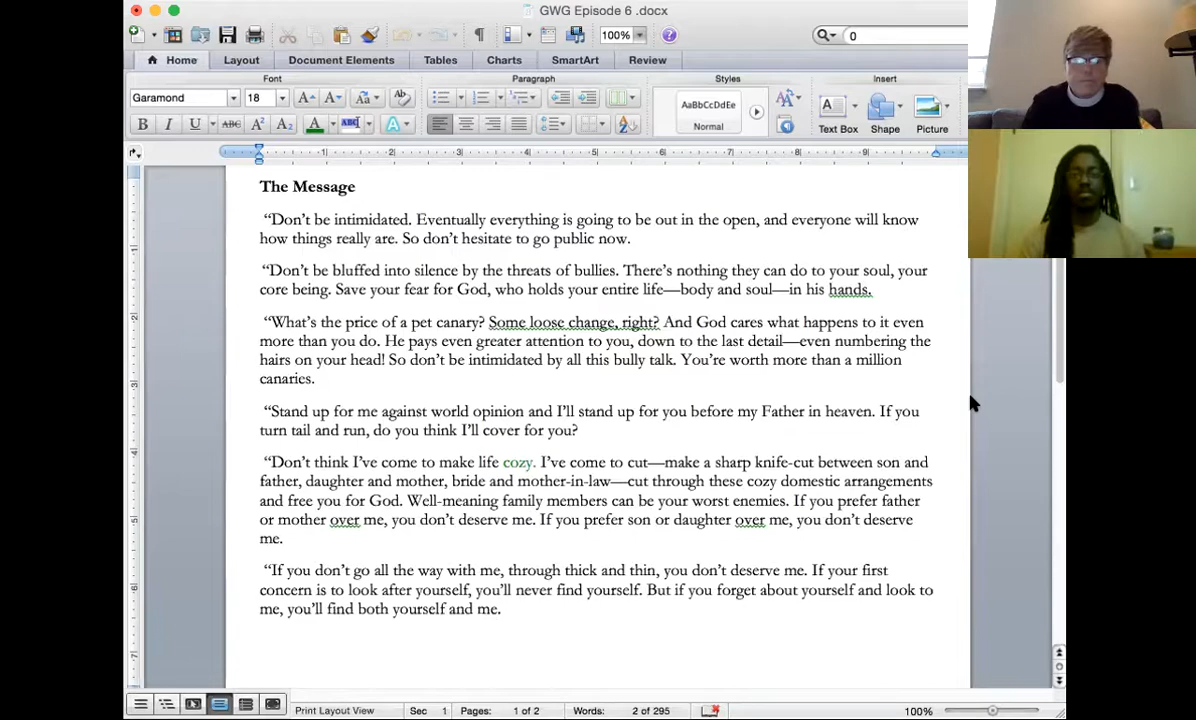 GWG Episode 6 .docx
100%
0
Home Layout Document Elements Tables Charts SmartArt Review
Font Paragraph Styles Insert
Garamond 18 AaBbCcDdEe
Normal Text Box Shape Picture
The Message
“Don’t be intimidated. Eventually everything is going to be out in the open, and everyone will know
how things really are. So don’t hesitate to go public now.
“Don’t be bluffed into silence by the threats of bullies. There’s nothing they can do to your soul, your
core being. Save your fear for God, who holds your entire life—body and soul—in his hands.
“What’s the price of a pet canary? Some loose change, right? And God cares what happens to it even
more than you do. He pays even greater attention to you, down to the last detail—even numbering the
hairs on your head! So don’t be intimidated by all this bully talk. You’re worth more than a million
canaries.
“Stand up for me against world opinion and I’ll stand up for you before my Father in heaven. If you
turn tail and run, do you think I’ll cover for you?
“Don’t think I’ve come to make life cozy. I’ve come to cut—make a sharp knife-cut between son and
father, daughter and mother, bride and mother-in-law—cut through these cozy domestic arrangements
and free you for God. Well-meaning family members can be your worst enemies. If you prefer father
or mother over me, you don’t deserve me. If you prefer son or daughter over me, you don’t deserve
me.
“If you don’t go all the way with me, through thick and thin, you don’t deserve me. If your first
concern is to look after yourself, you’ll never find yourself. But if you forget about yourself and look to
me, you’ll find both yourself and me.
Print Layout View Sec 1 Pages: 1 of 2 Words: 2 of 295 100%